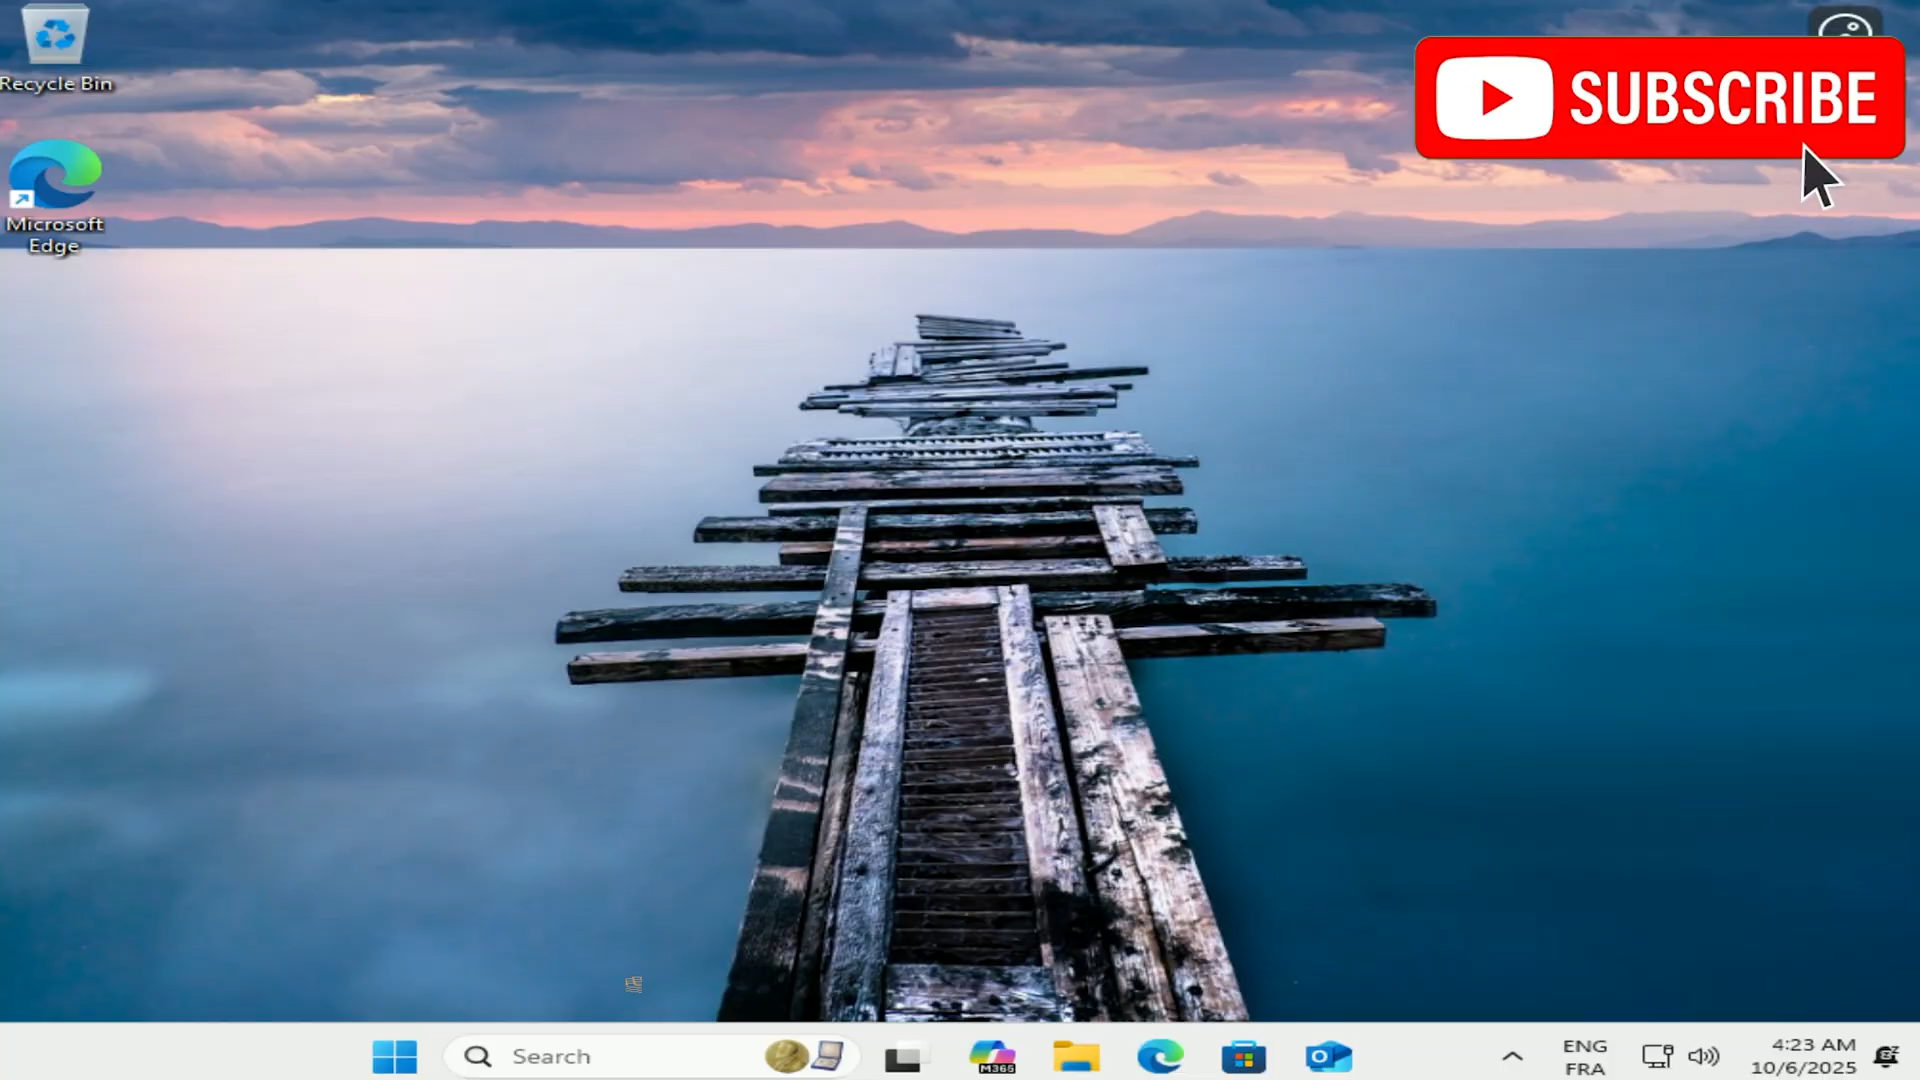 Recycle Bin
SUBSCRIBE
Microsoft
Edge
Search
M365
ENG
FRA
4:23 AM
10/6/2025